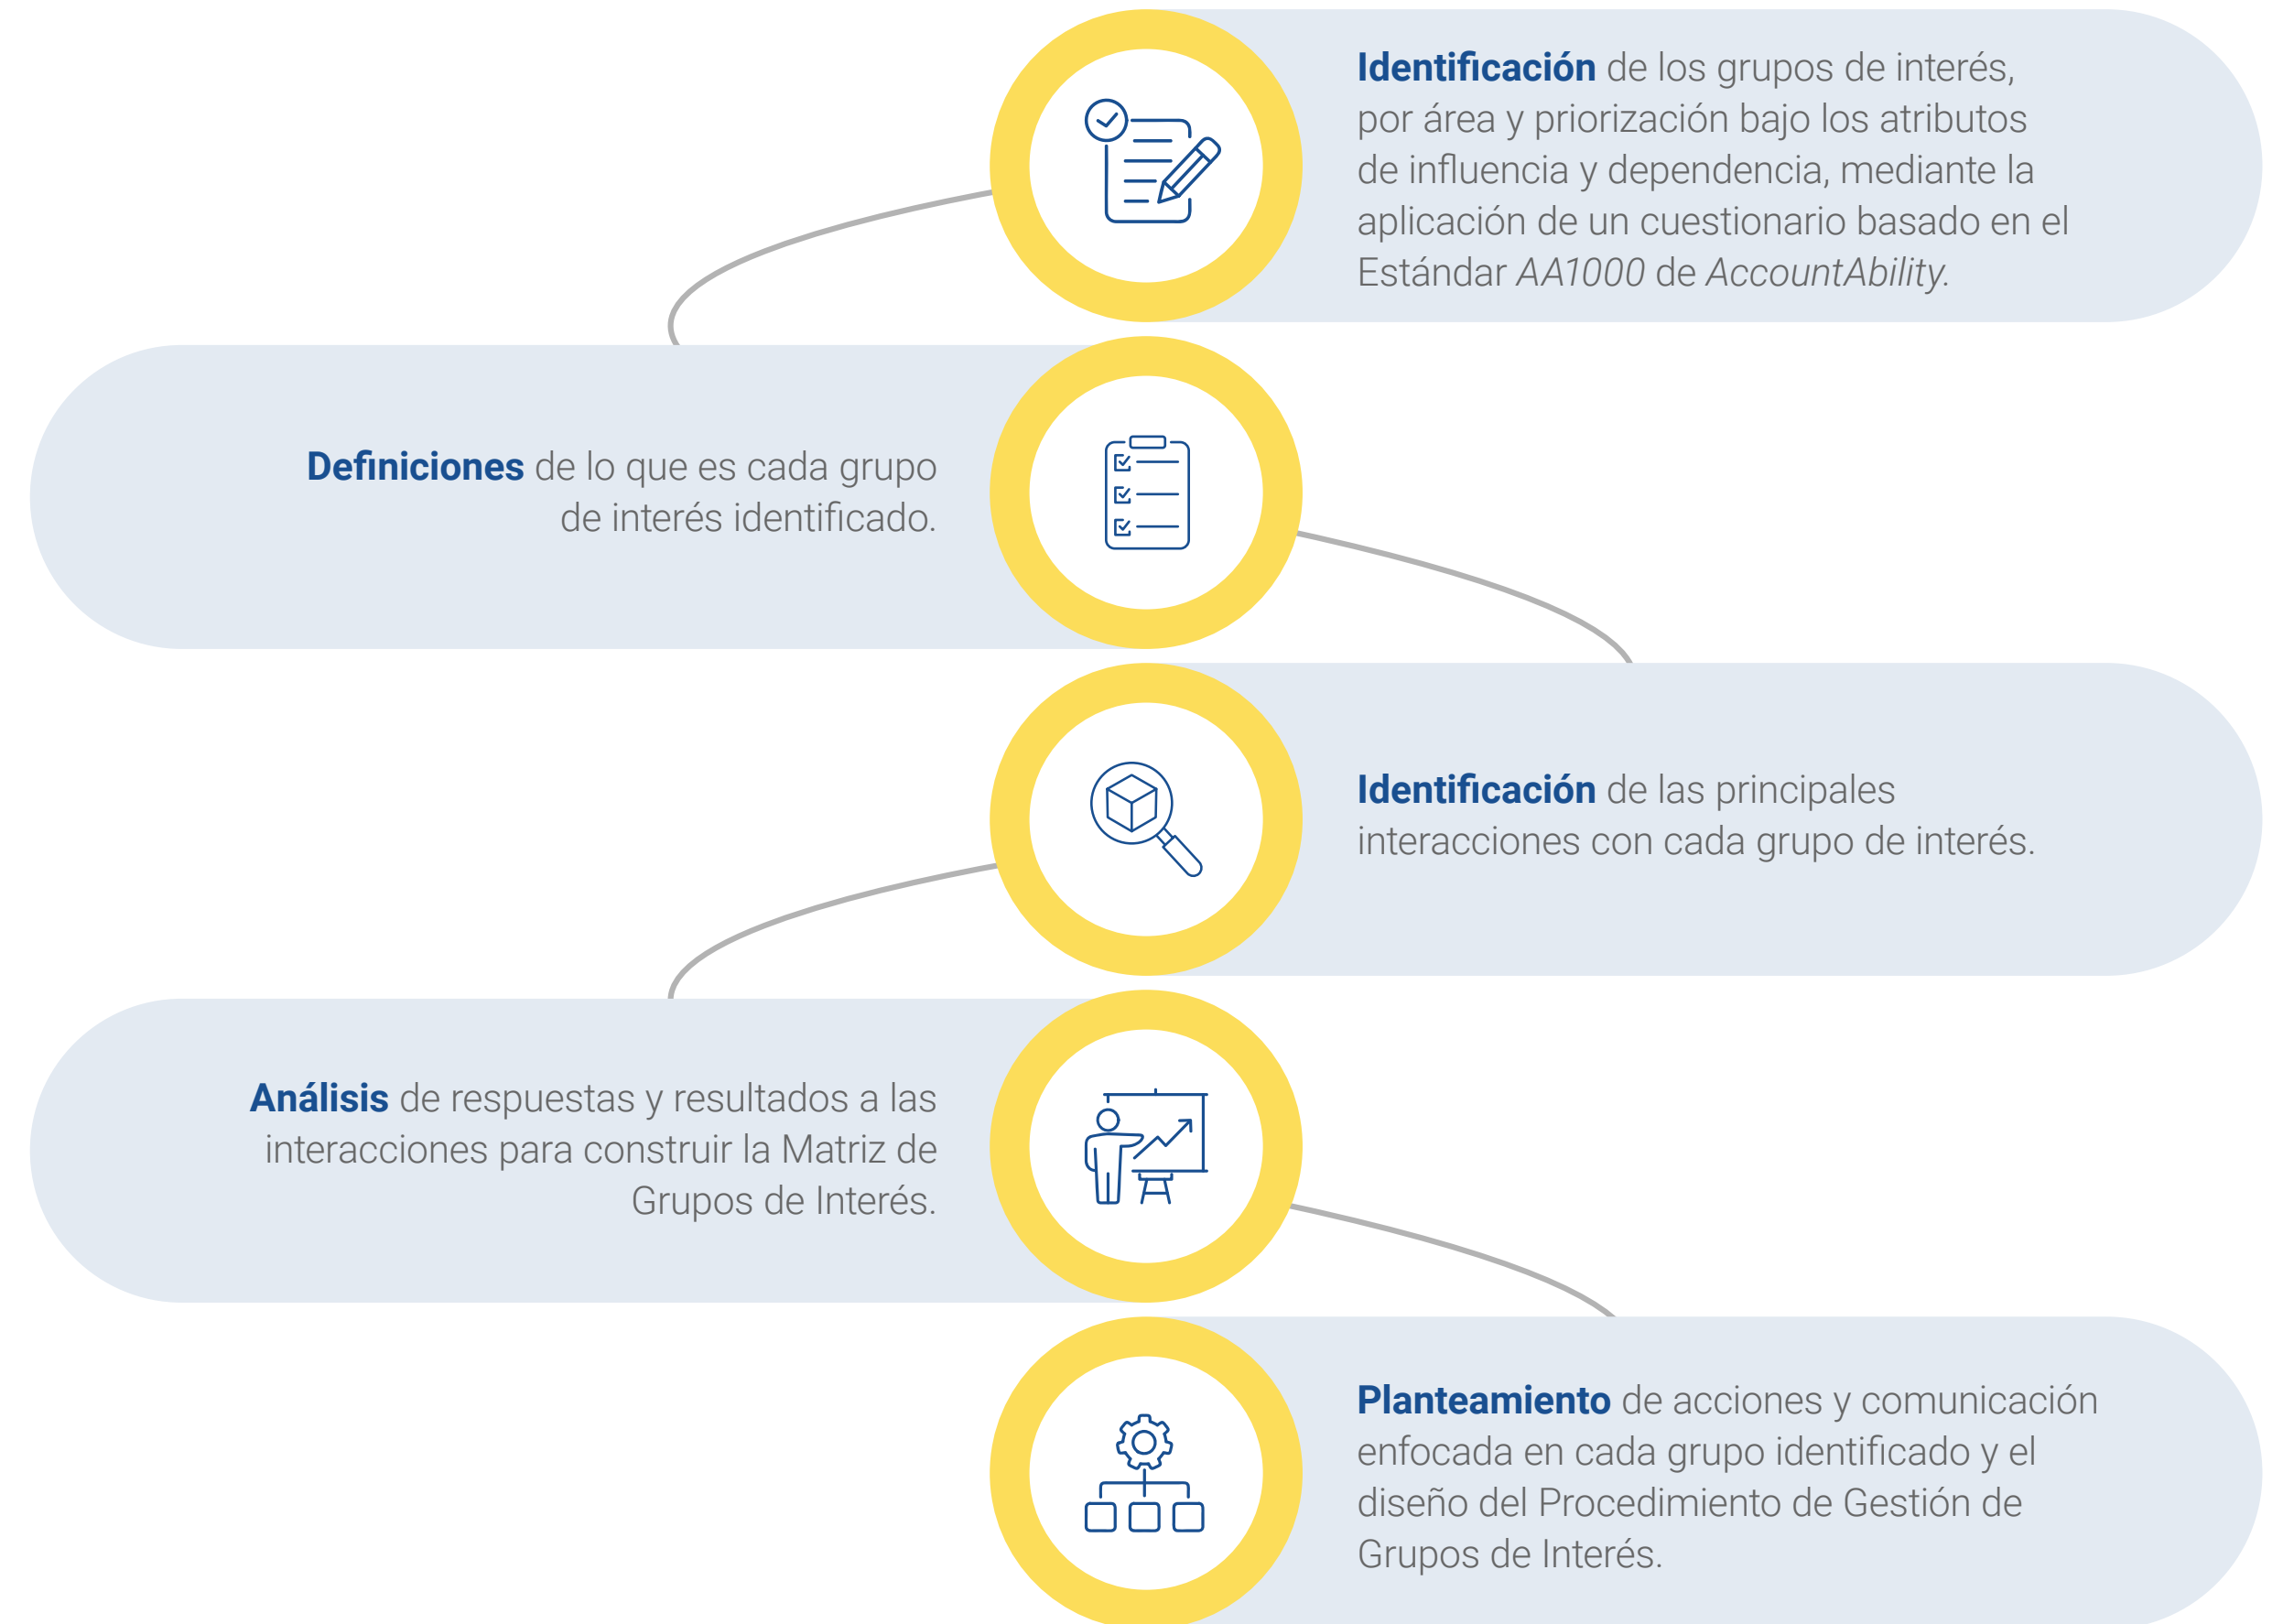 Identificación de los grupos de interés,
por área y priorización bajo los atributos
de influencia y dependencia, mediante la
aplicación de un cuestionario basado en el
Estándar AA1000 de AccountAbility.
Definiciones de lo que es cada grupo
de interés identificado.
Identificación de las principales
interacciones con cada grupo de interés.
Análisis de respuestas y resultados a las
interacciones para construir la Matriz de
Grupos de Interés.
Planteamiento de acciones y comunicación
enfocada en cada grupo identificado y el
diseño del Procedimiento de Gestión de
Grupos de Interés.